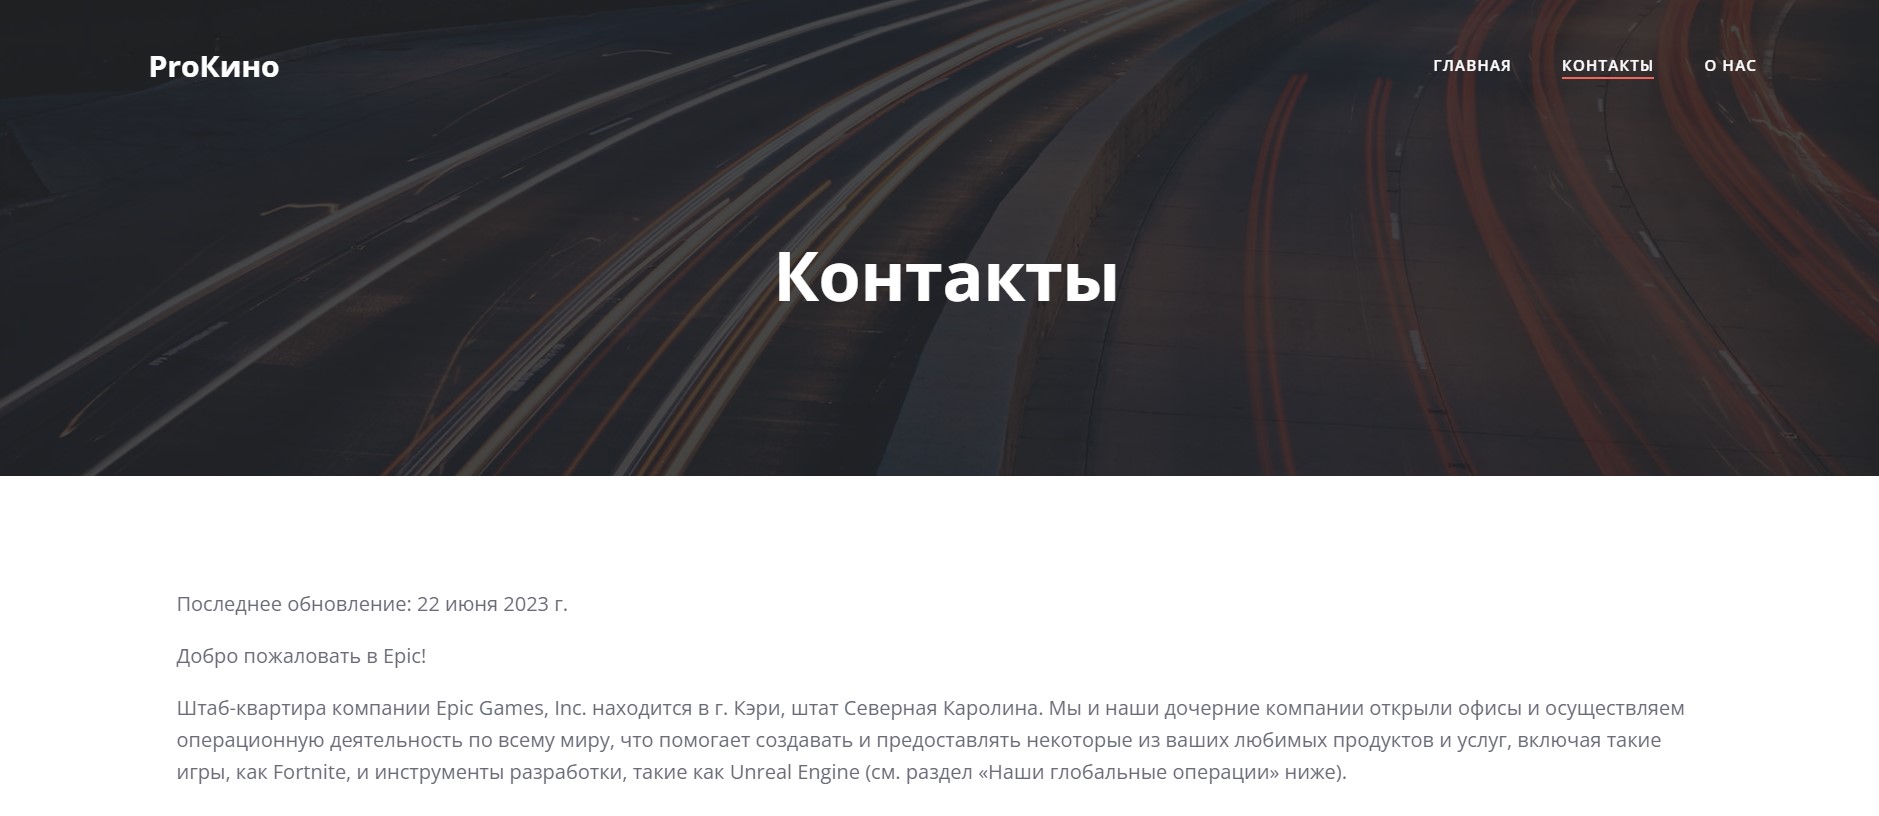 ProКино
ГЛАВНАЯ
КОНТАКТЫ
О НАС
Контакты
Последнее обновление: 22 июня 2023 г.
Добро пожаловать в Epic!
Штаб-квартира компании Epic Games, Inc. находится в г. Кэри, штат Северная Каролина. Мы и наши дочерние компании открыли офисы и осуществляем
операционную деятельность по всему миру, что помогает создавать и предоставлять некоторые из ваших любимых продуктов и услуг, включая такие
игры, как Fortnite, и инструменты разработки, такие как Unreal Engine (см. раздел «Наши глобальные операции» ниже).